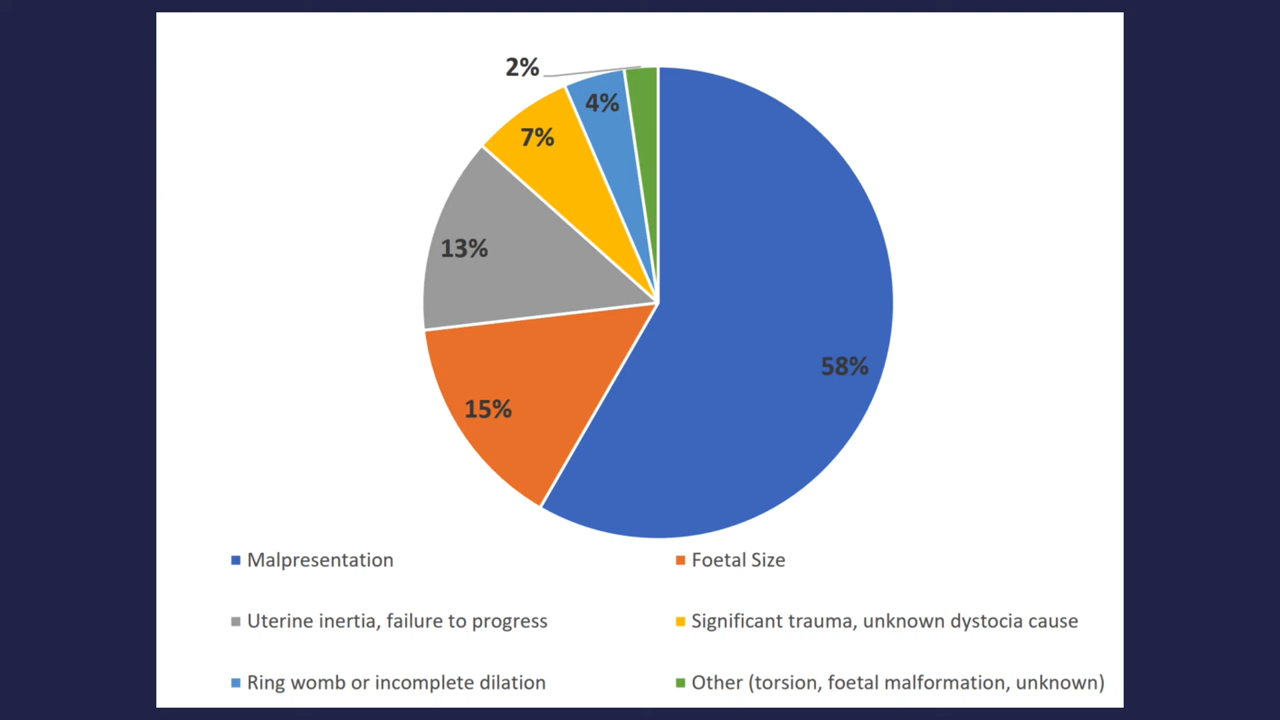 2%
4%
7%
13%
58%
15%
Malpresentation
Foetal Size
Uterine inertia, failure to progress
Significant trauma, unknown dystocia cause
Ring womb or incomplete dilation
Other (torsion, foetal malformation, unknown)